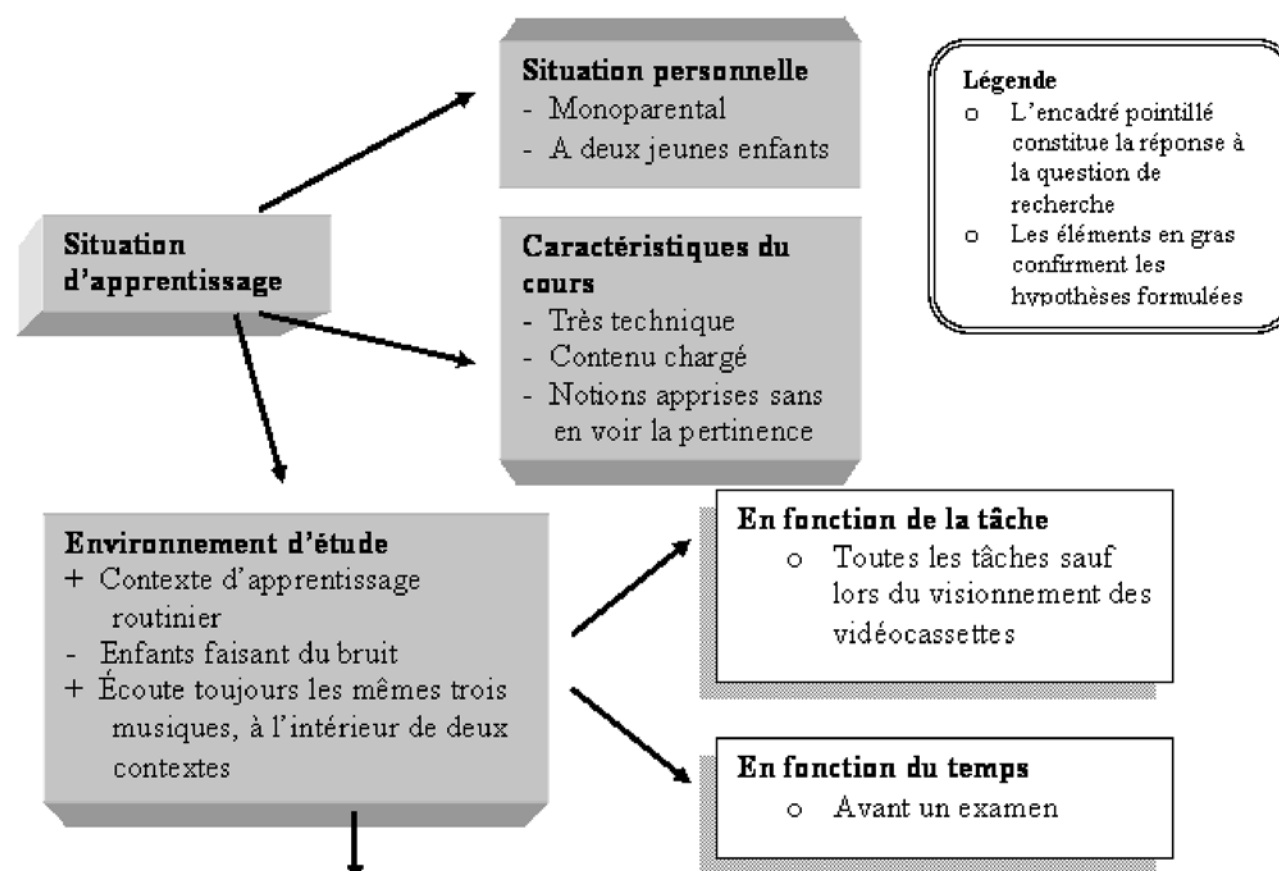 Situation personnelle
- Monoparental
- A deux jeunes enfants
Légende
o L'encadré pointillé
constitue la réponse à
la question de
recherche
o Les éléments en gras
confirment les
hypothèses formulées
Situation
d'apprentissage
Caractéristiques du
cours
- Très technique
- Contenu chargé
- Notions apprises sans
en voir la pertinence
Environnement d'étude
+ Contexte d'apprentissage
routinier
- Enfants faisant du bruit
+ Écoute toujours les mêmes trois
musiques, à l'intérieur de deux
contextes
En fonction de la tâche
o Toutes les tâches sauf
lors du visionnement des
vidéocassettes
En fonction du temps
o Avant un examen